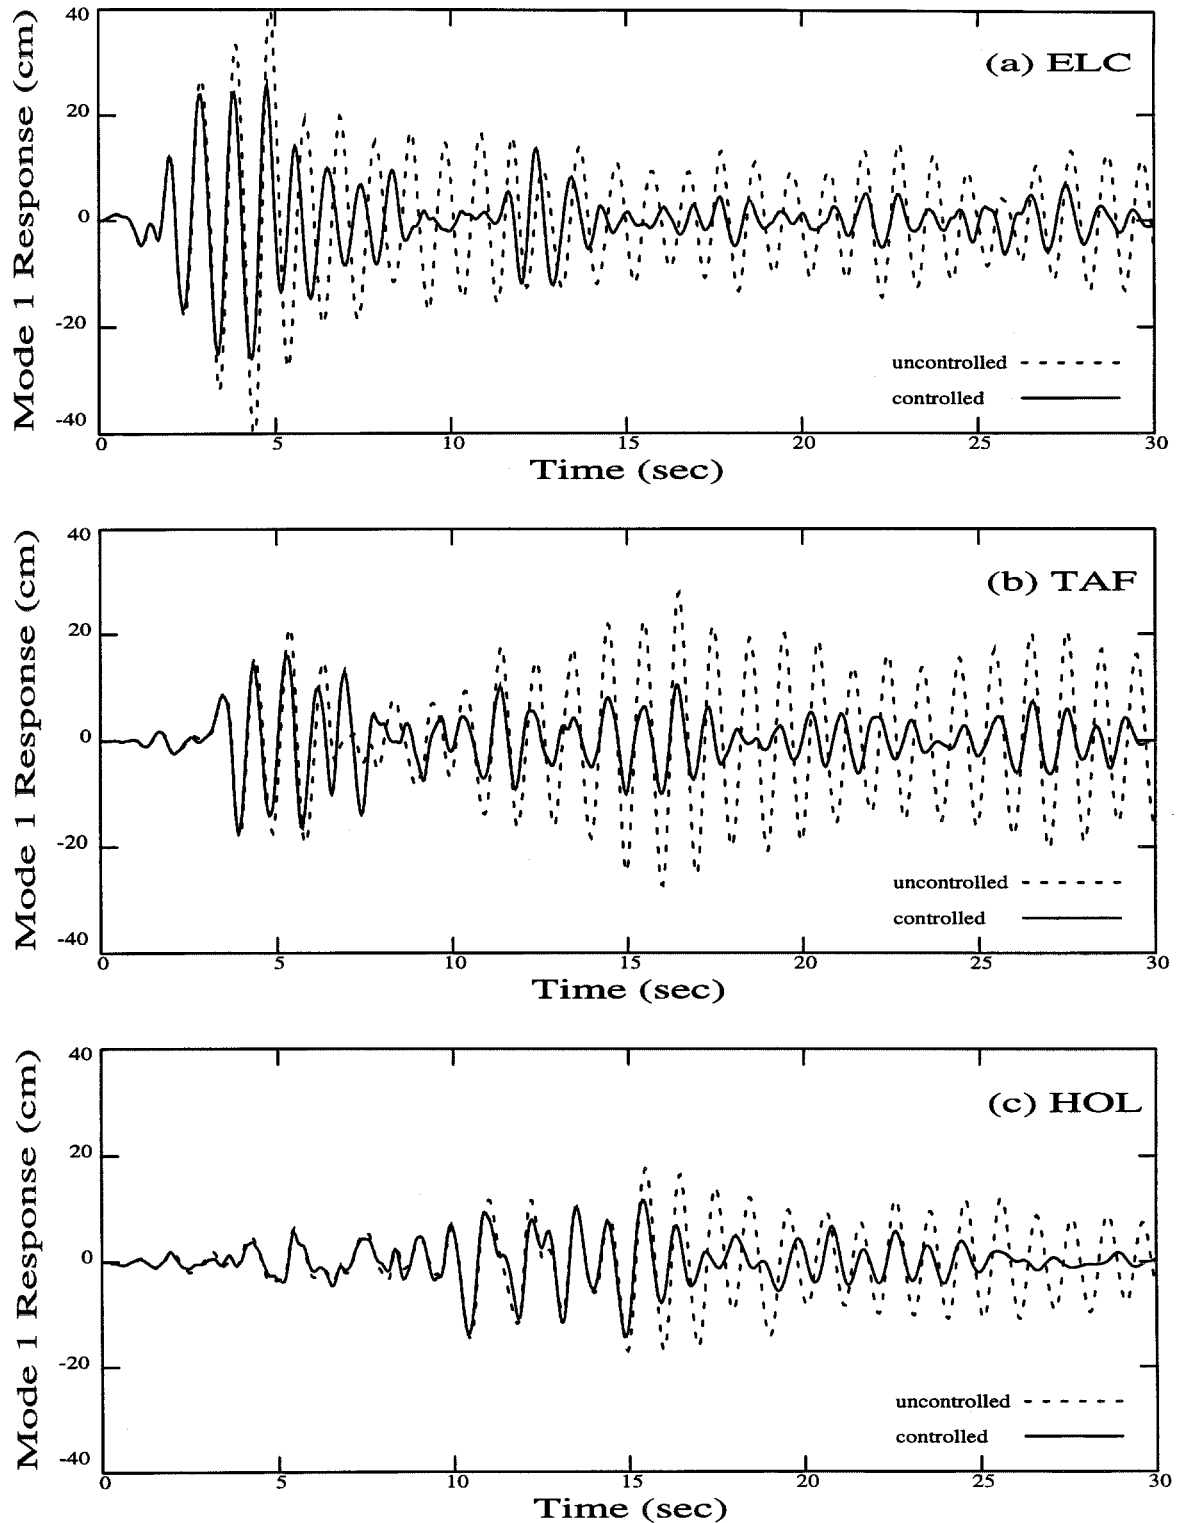 40
20
0
-20
-40
Mode 1 Response (cm)
(a) ELC
uncontrolled
controlled
0 5 10 15 20 25 30
Time (sec)
40
20
0
-20
-40
Mode 1 Response (cm)
(b) TAF
uncontrolled
controlled
0 5 10 15 20 25 30
Time (sec)
40
20
0
-20
-40
Mode 1 Response (cm)
(c) HOL
uncontrolled
controlled
0 5 10 15 20 25 30
Time (sec)